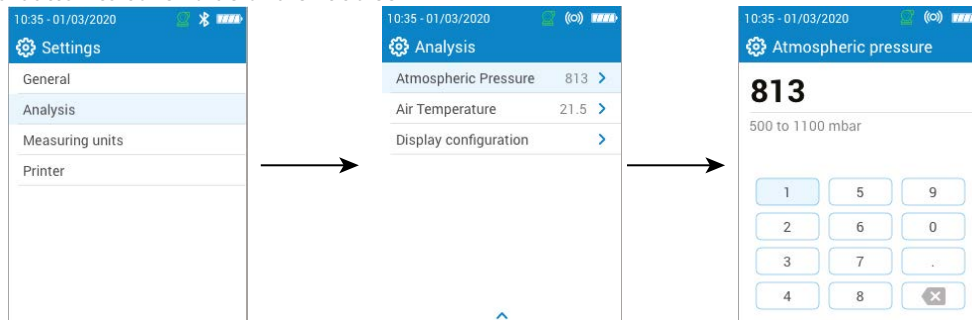 10:35 - 01/03/2020
Settings
General
Analysis
Measuring units
Printer
10:35 - 01/03/2020
Analysis
Atmospheric Pressure 813 >
Air Temperature 21.5 >
Display configuration >
10:35 - 01/03/2020
Atmospheric pressure
813
500 to 1100 mbar
1 5 9
2 6 0
3 7 .
4 8